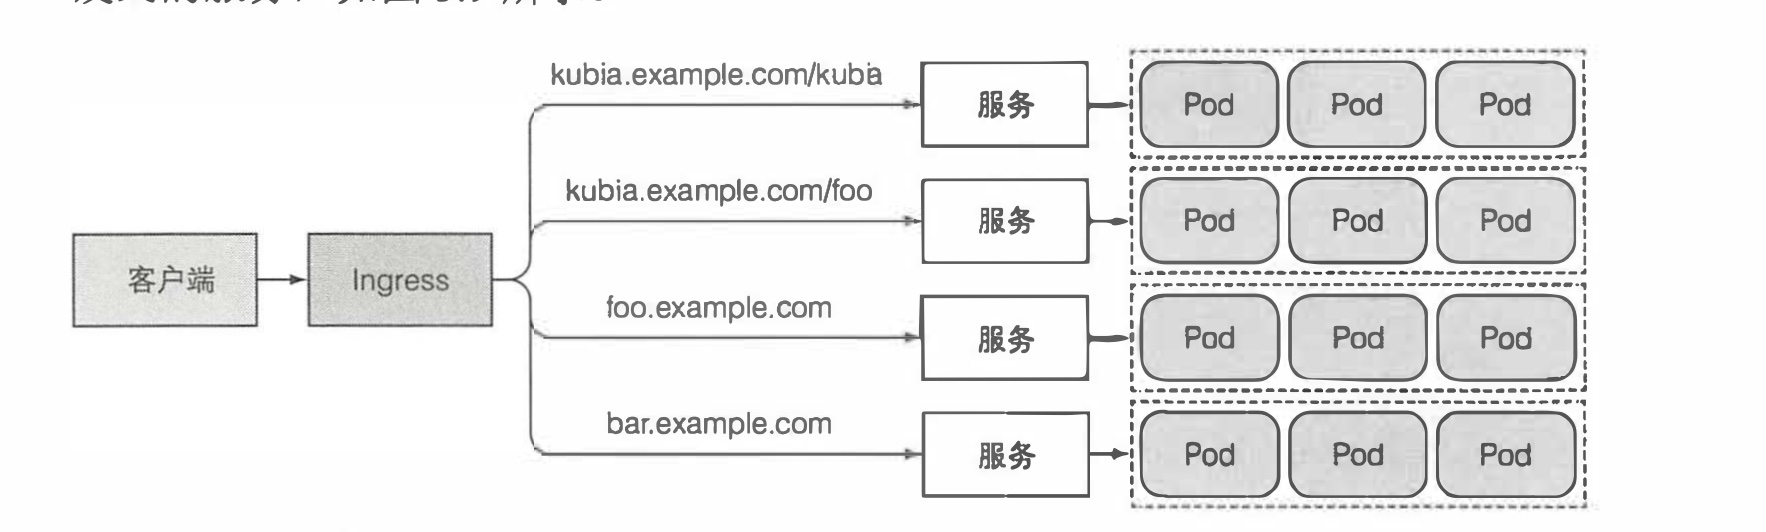 kubia.example.com/kubia
服务
Pod
Pod
Pod
kubia.example.com/foo
服务
Pod
Pod
Pod
客户端
Ingress
foo.example.com
服务
Pod
Pod
Pod
bar.example.com
服务
Pod
Pod
Pod